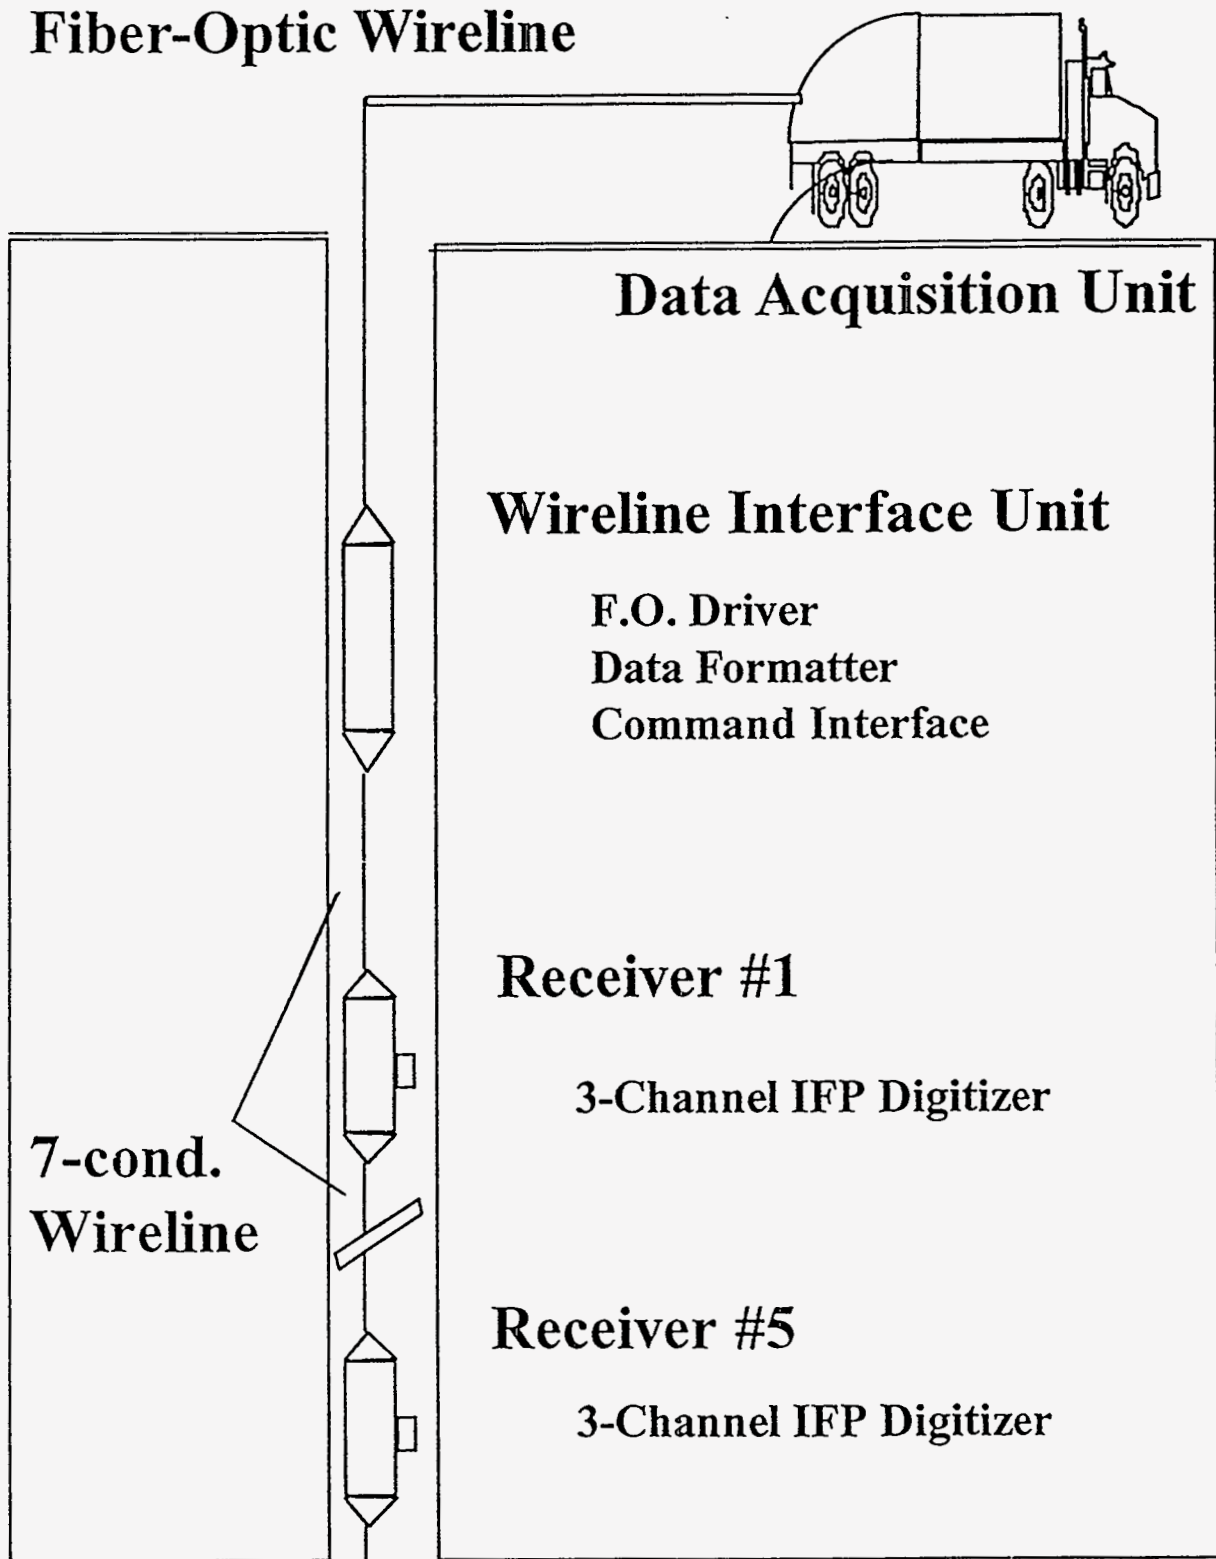 Fiber-Optic Wireline
Data Acquisition Unit
Wireline Interface Unit
F.O. Driver
Data Formatter
Command Interface
Receiver #1
3-Channel IFP Digitizer
7-cond.
Wireline
Receiver #5
3-Channel IFP Digitizer